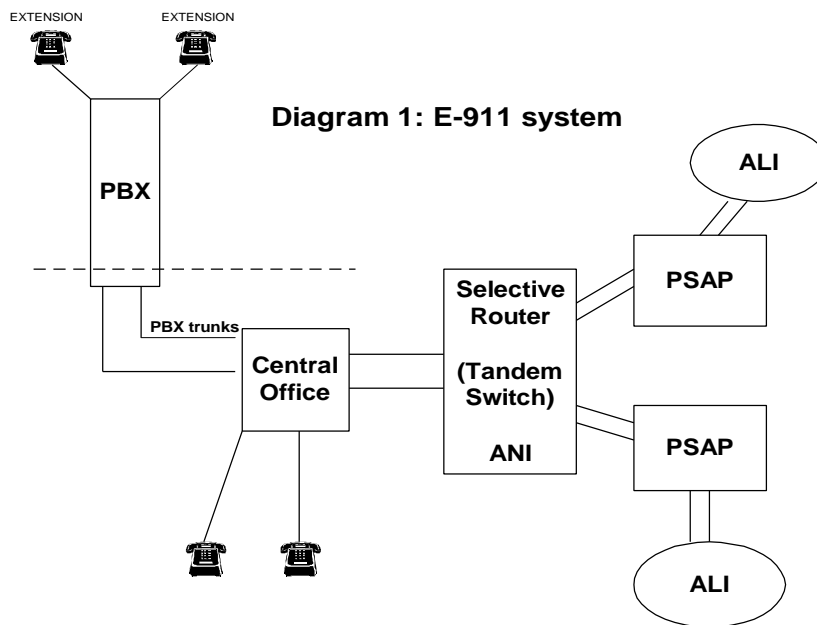 EXTENSION EXTENSION
Diagram 1: E-911 system
PBX
ALI
PSAP
Selective
Router
(Tandem
Switch)
ANI
PBX trunks
Central
Office
PSAP
ALI